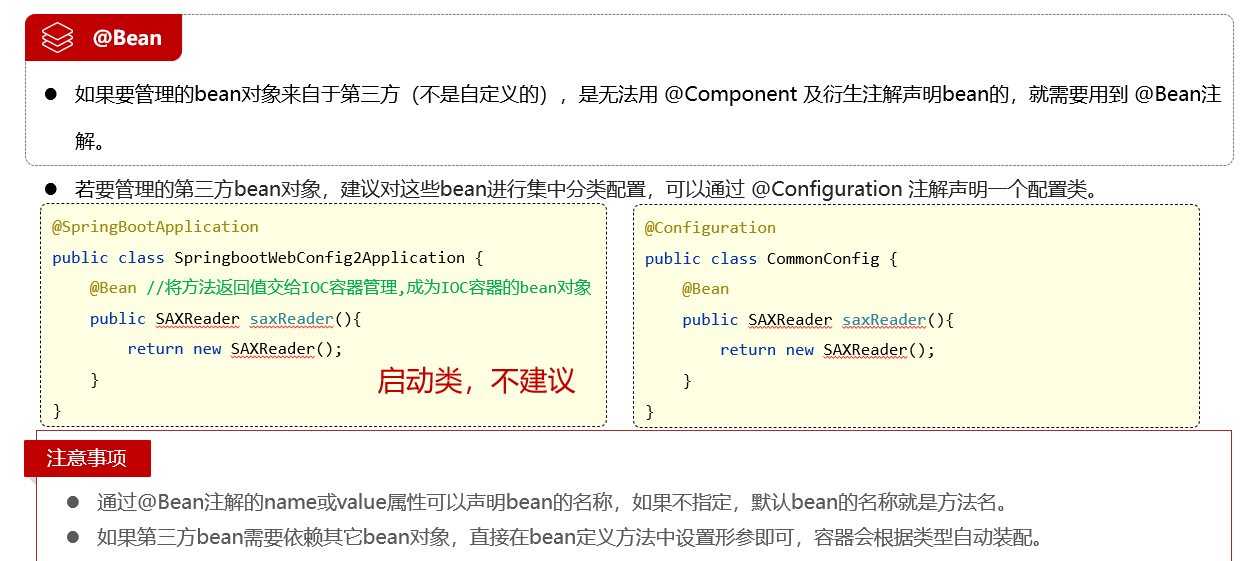 @Bean
● 如果要管理的bean对象来自于第三方（不是自定义的），是无法用 @Component 及衍生注解声明bean的，就需要用到 @Bean注
解。
● 若要管理的第三方bean对象，建议对这些bean进行集中分类配置，可以通过 @Configuration 注解声明一个配置类。
@SpringBootApplication
public class SpringbootWebConfig2Application {
    @Bean //将方法返回值交给IOC容器管理,成为IOC容器的bean对象
    public SAXReader saxReader(){
        return new SAXReader();
    }
}
启动类，不建议
@Configuration
public class CommonConfig {
    @Bean
    public SAXReader saxReader(){
        return new SAXReader();
    }
}
注意事项
● 通过@Bean注解的name或value属性可以声明bean的名称，如果不指定，默认bean的名称就是方法名。
● 如果第三方bean需要依赖其它bean对象，直接在bean定义方法中设置形参即可，容器会根据类型自动装配。